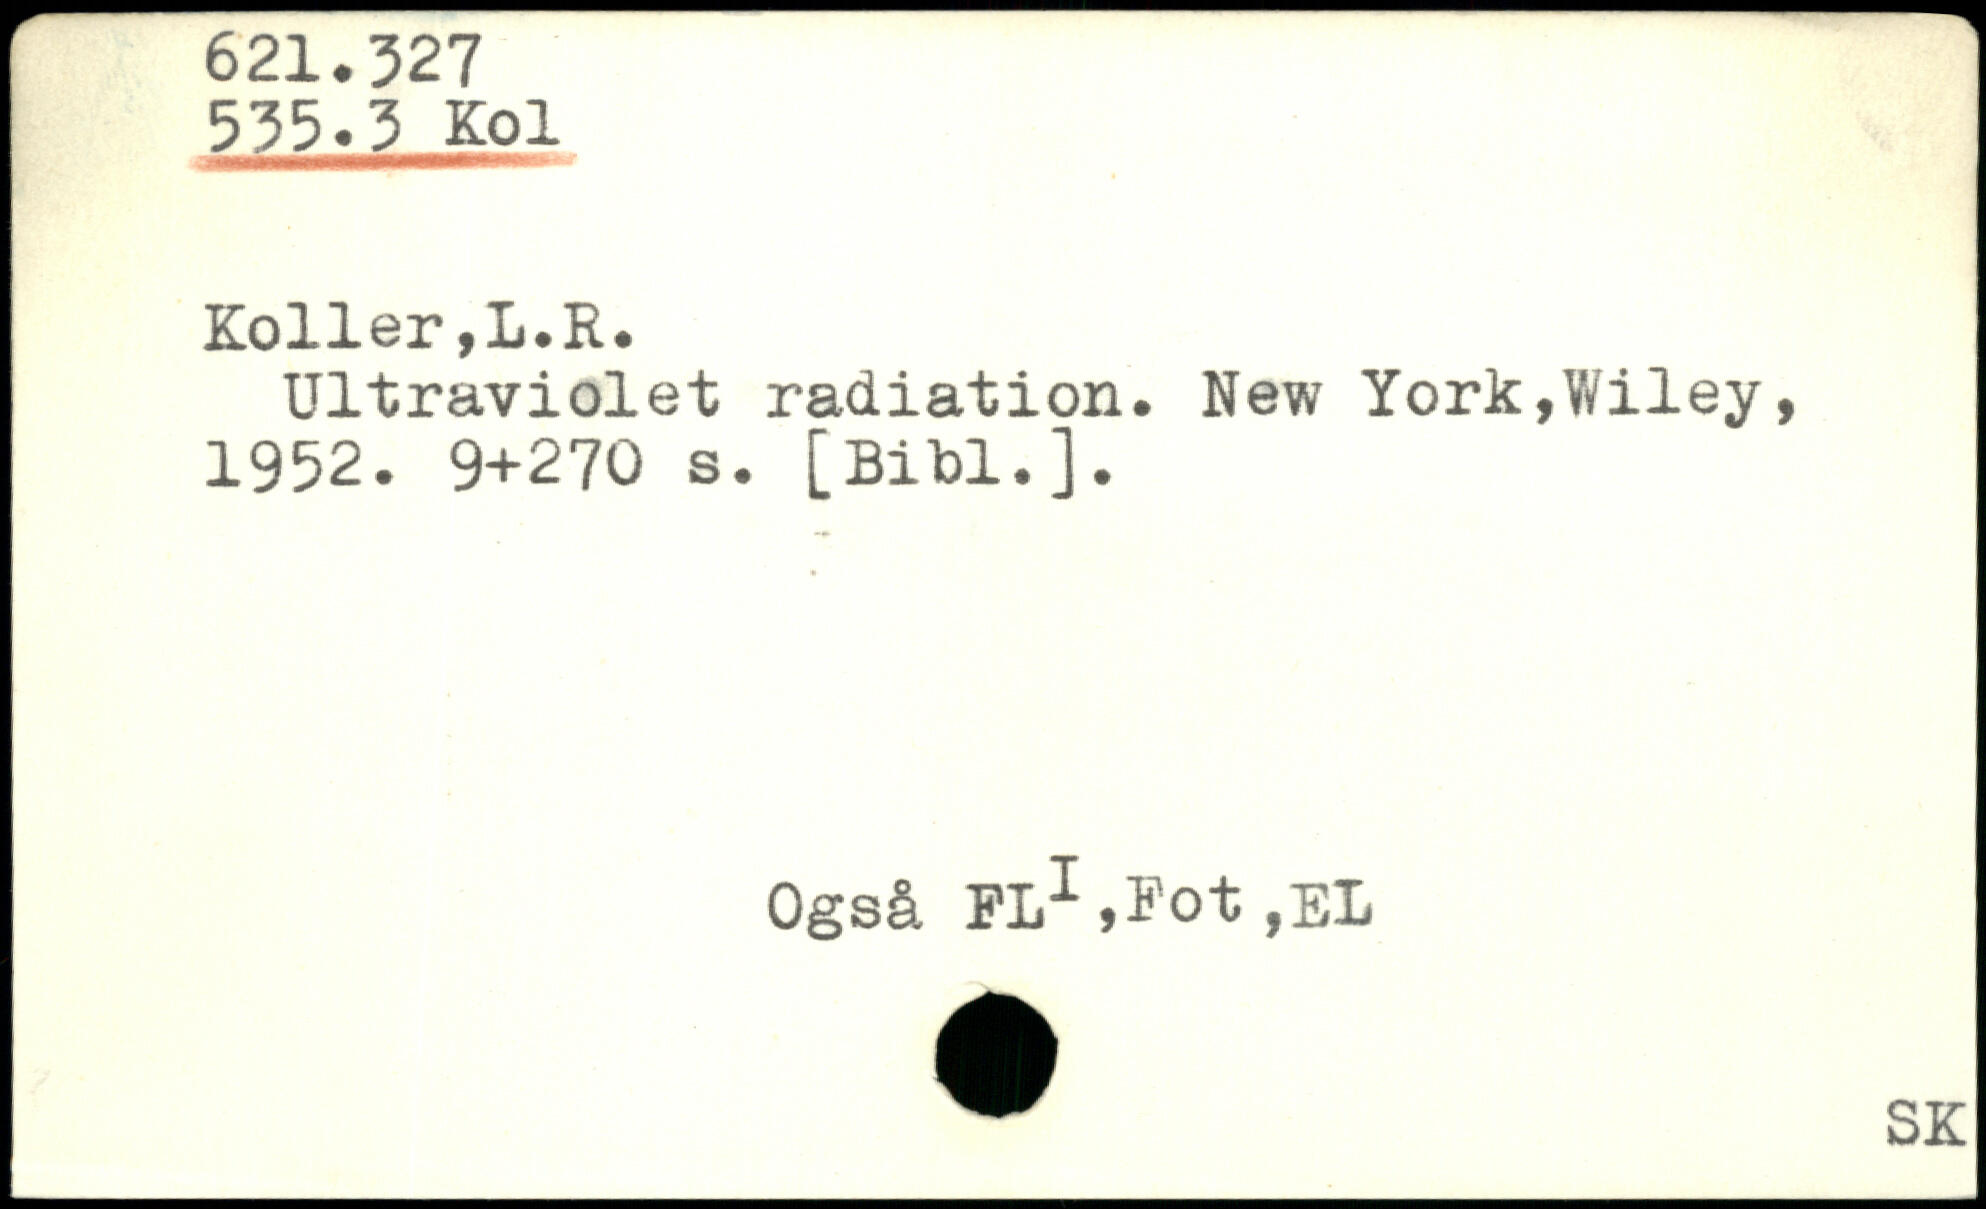 621.327
535.3 Kol
Koller,L.R.
Ultraviolet radiation. New York,Wiley,
1952. 9+270 s. [Bibl.].
Også FLI,Fot,EL
SK